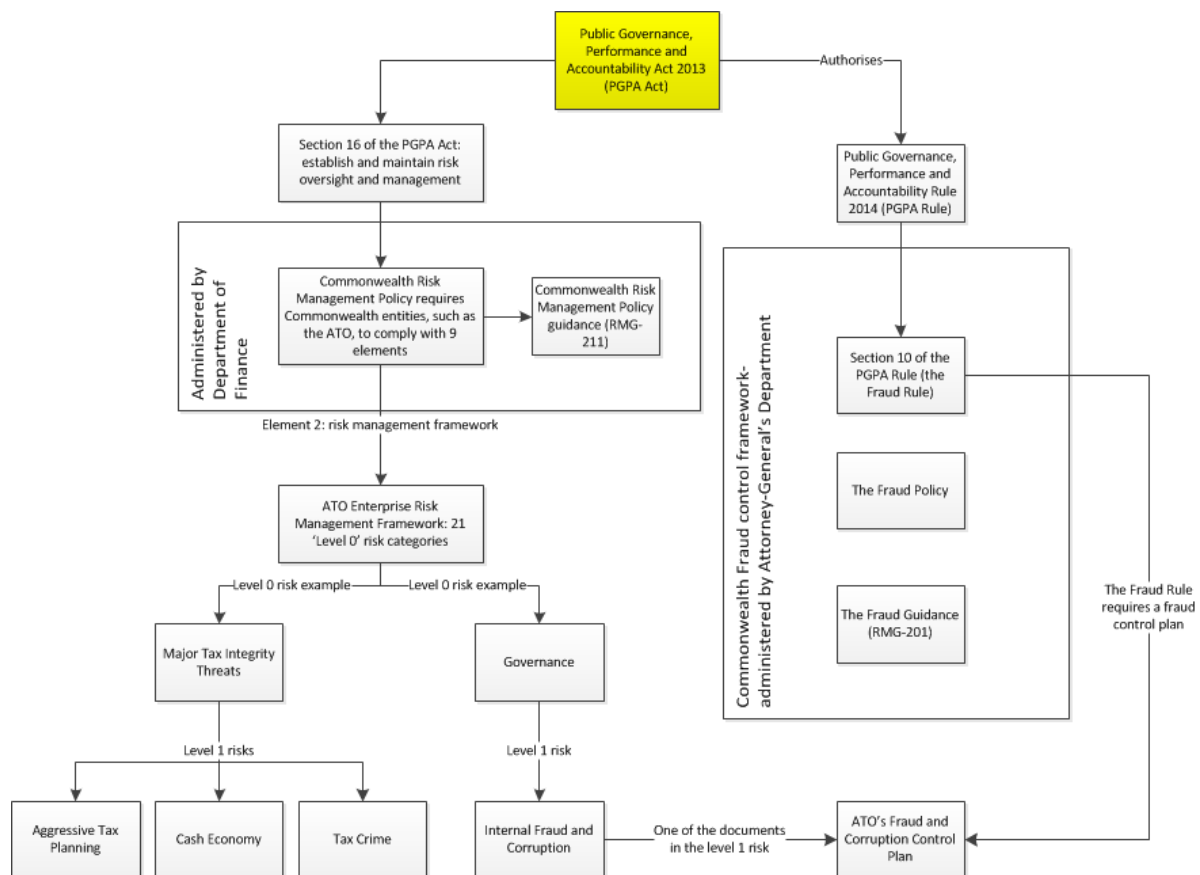 Public Governance,
Performance and
Accountability Act 2013
(PGPA Act)
Authorises
Section 16 of the PGPA Act:
establish and maintain risk
oversight and management
Public Governance,
Performance and
Accountability Rule
2014 (PGPA Rule)
Administered by
Department of
Finance
Commonwealth Risk
Management Policy requires
Commonwealth entities, such as
the ATO, to comply with 9
elements
Commonwealth Risk
Management Policy
guidance (RMG-
211)
Element 2: risk management framework
Commonwealth Fraud control framework-
administered by Attorney-General's Department
Section 10 of the
PGPA Rule (the
Fraud Rule)
The Fraud Policy
The Fraud Guidance
(RMG-201)
The Fraud Rule
requires a fraud
control plan
ATO Enterprise Risk
Management Framework: 21
'Level 0' risk categories
Level 0 risk example
Level 0 risk example
Major Tax Integrity
Threats
Governance
Level 1 risks
Level 1 risk
Aggressive Tax
Planning
Cash Economy
Tax Crime
Internal Fraud and
Corruption
One of the documents
in the level 1 risk
ATO's Fraud and
Corruption Control
Plan